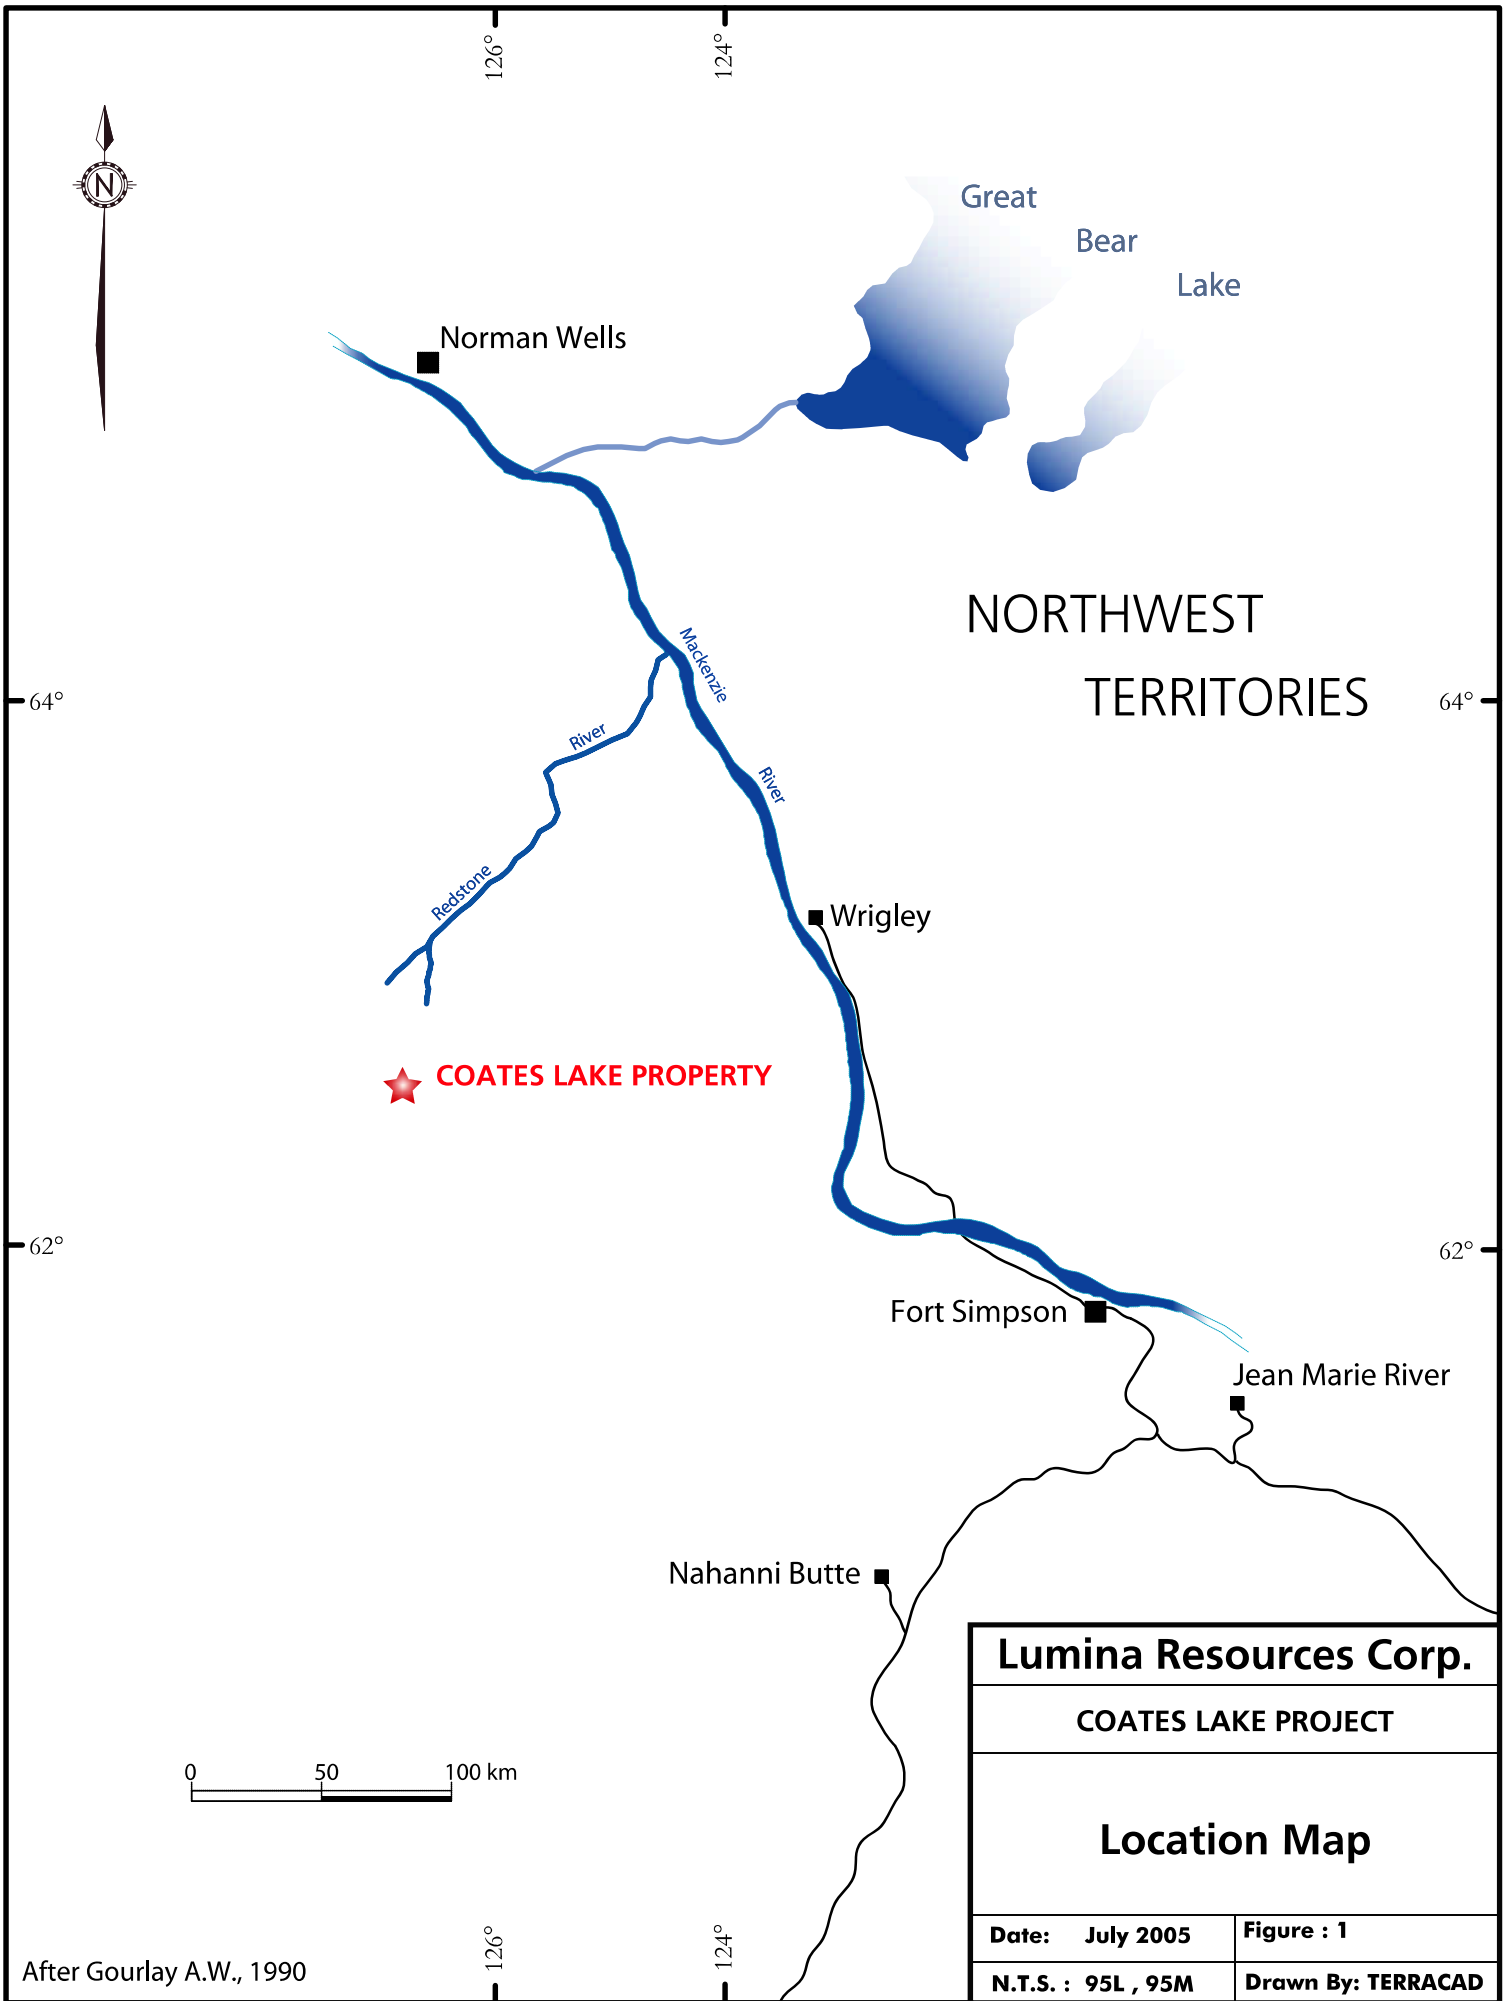 126°
124°
N
Great
Bear
Lake
Norman Wells
NORTHWEST
TERRITORIES
Mackenzie
River
64°
64°
River
Redstone
Wrigley
COATES LAKE PROPERTY
62°
62°
Fort Simpson
Jean Marie River
Nahanni Butte
0 50 100 km
After Gourlay A.W., 1990
126°
124°
Lumina Resources Corp.
COATES LAKE PROJECT
Location Map
Date: July 2005
Figure : 1
N.T.S. : 95L , 95M
Drawn By: TERRACAD